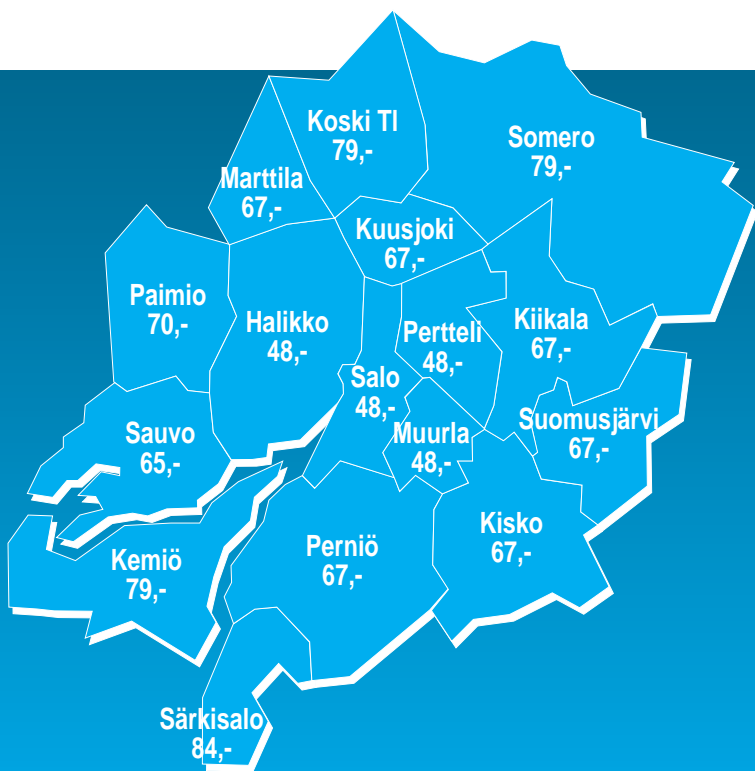 Koski Tl
79,-
Somero
79,-
Marttila
67,-
Kuusjoki
67,-
Paimio
70,-
Halikko
48,-
Pertteli
48,-
Kiikala
67,-
Salo
48,-
Suomusjärvi
67,-
Sauvo
65,-
Muurla
48,-
Kisko
67,-
Perniö
67,-
Kemiö
79,-
Särkisalo
84,-